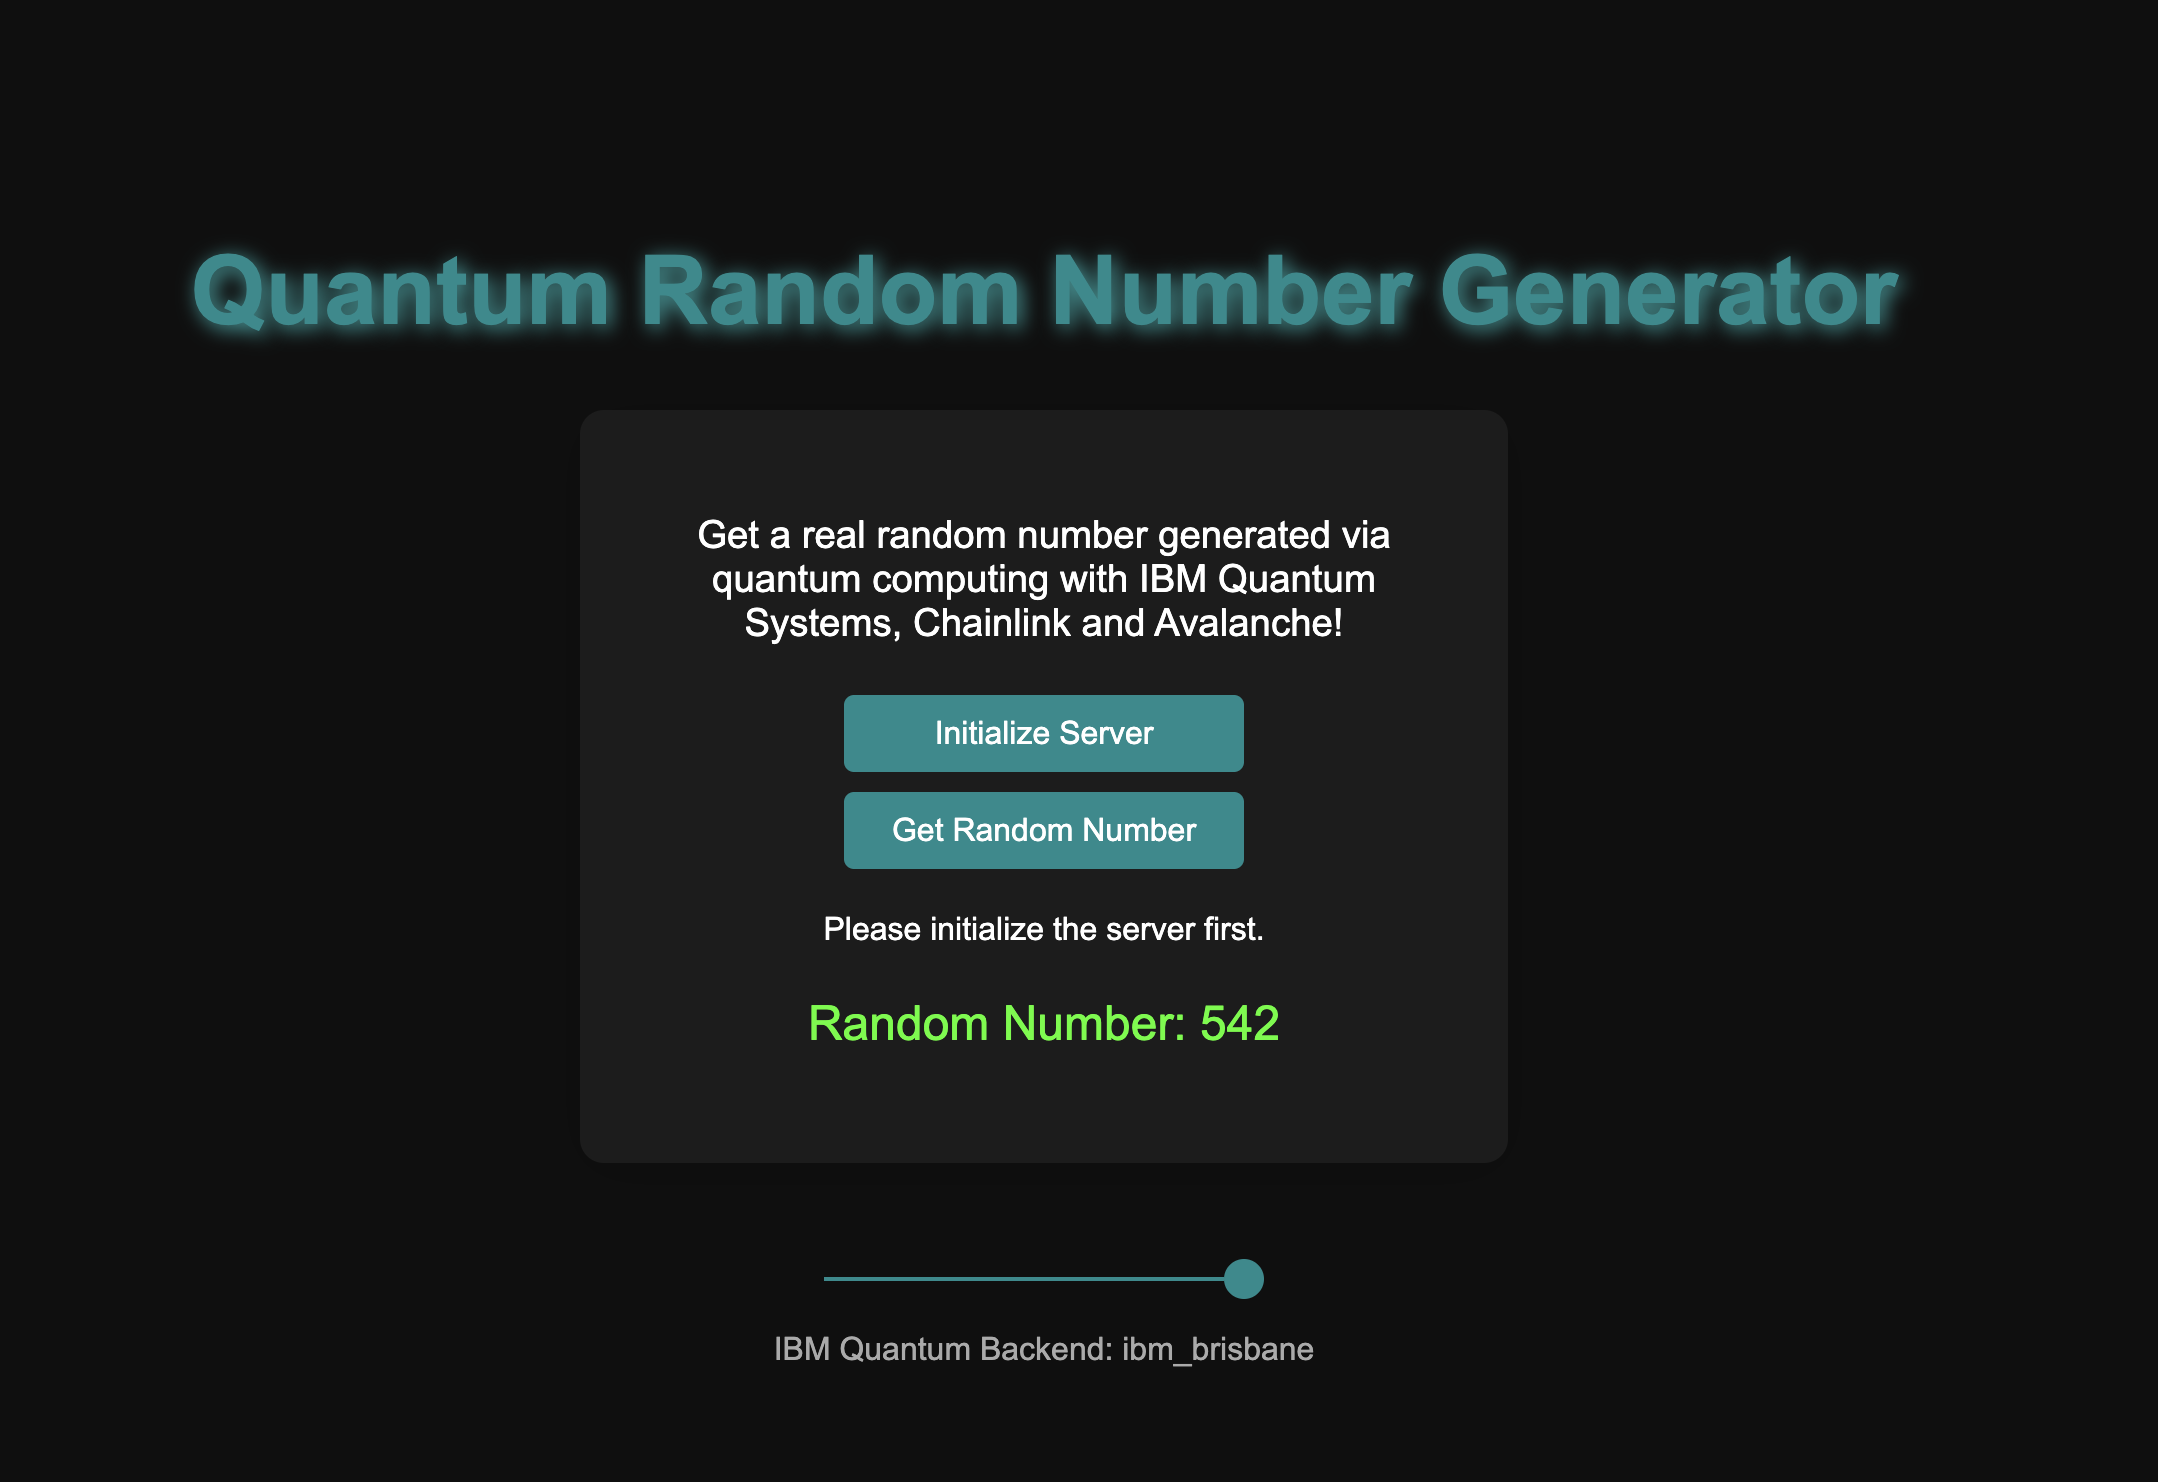 Quantum Random Number Generator
Get a real random number generated via
quantum computing with IBM Quantum
Systems, Chainlink and Avalanche!
Initialize Server
Get Random Number
Please initialize the server first.
Random Number: 542
IBM Quantum Backend: ibm_brisbane